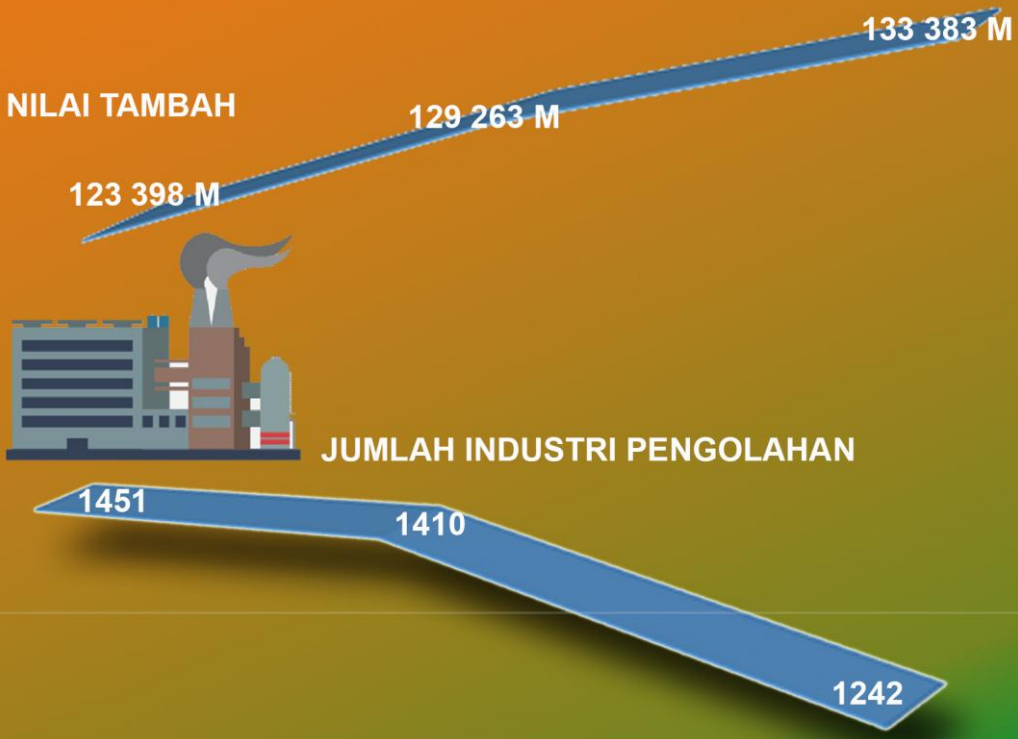 133 383 M
NILAI TAMBAH
129 263 M
123 398 M
JUMLAH INDUSTRI PENGOLAHAN
1451
1410
1242